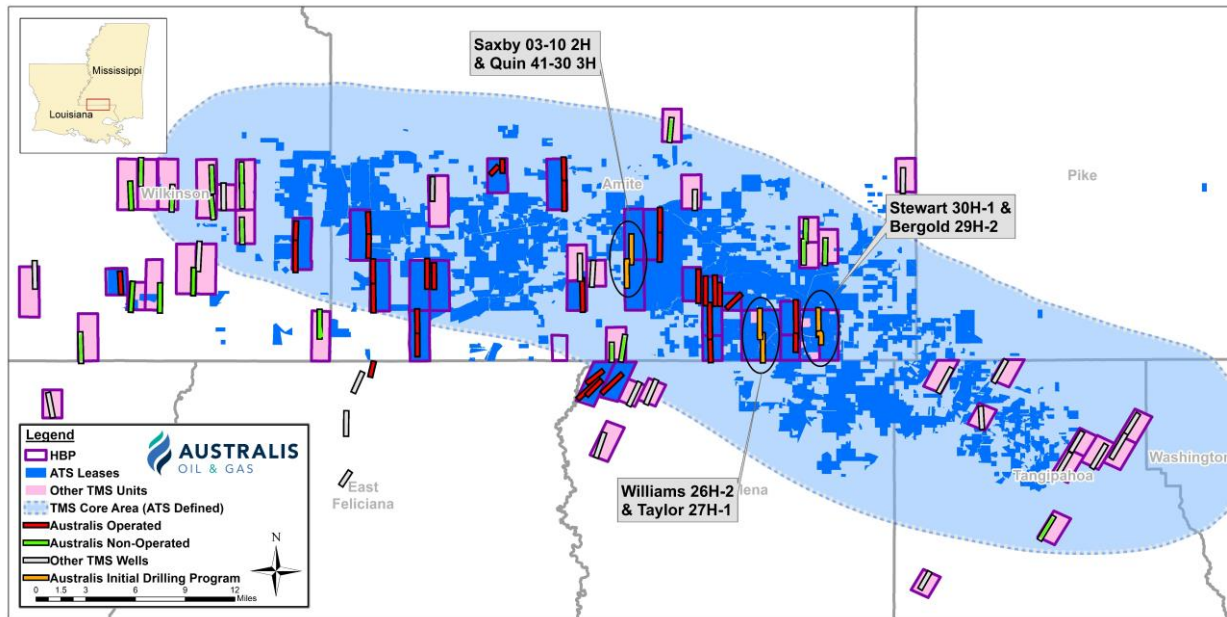 Mississippi
Louisiana
Saxby 03-10 2H
& Quin 41-30 3H
Wilkinson
Amite
Pike
Stewart 30H-1 &
Bergold 29H-2
Legend
HBP
ATS Leases
Other TMS Units
TMS Core Area (ATS Defined)
Australis Operated
Australis Non-Operated
Other TMS Wells
Australis Initial Drilling Program
0 1.5 3 6 9 12
Miles
N
AUSTRALIS
OIL & GAS
East
Feliciana
Williams 26H-2
& Taylor 27H-1
lena
Tangipahoa
Washington